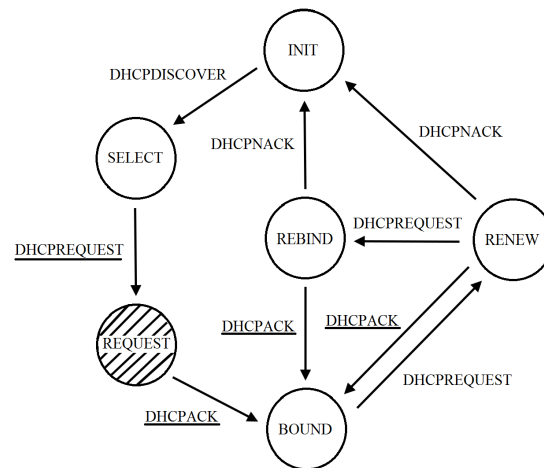 INIT
DHCPDISCOVER
DHCPNACK
DHCPNACK
SELECT
DHCPREQUEST
REBIND
DHCPREQUEST
RENEW
REQUEST
DHCPACK
DHCPACK
DHCPREQUEST
DHCPACK
BOUND